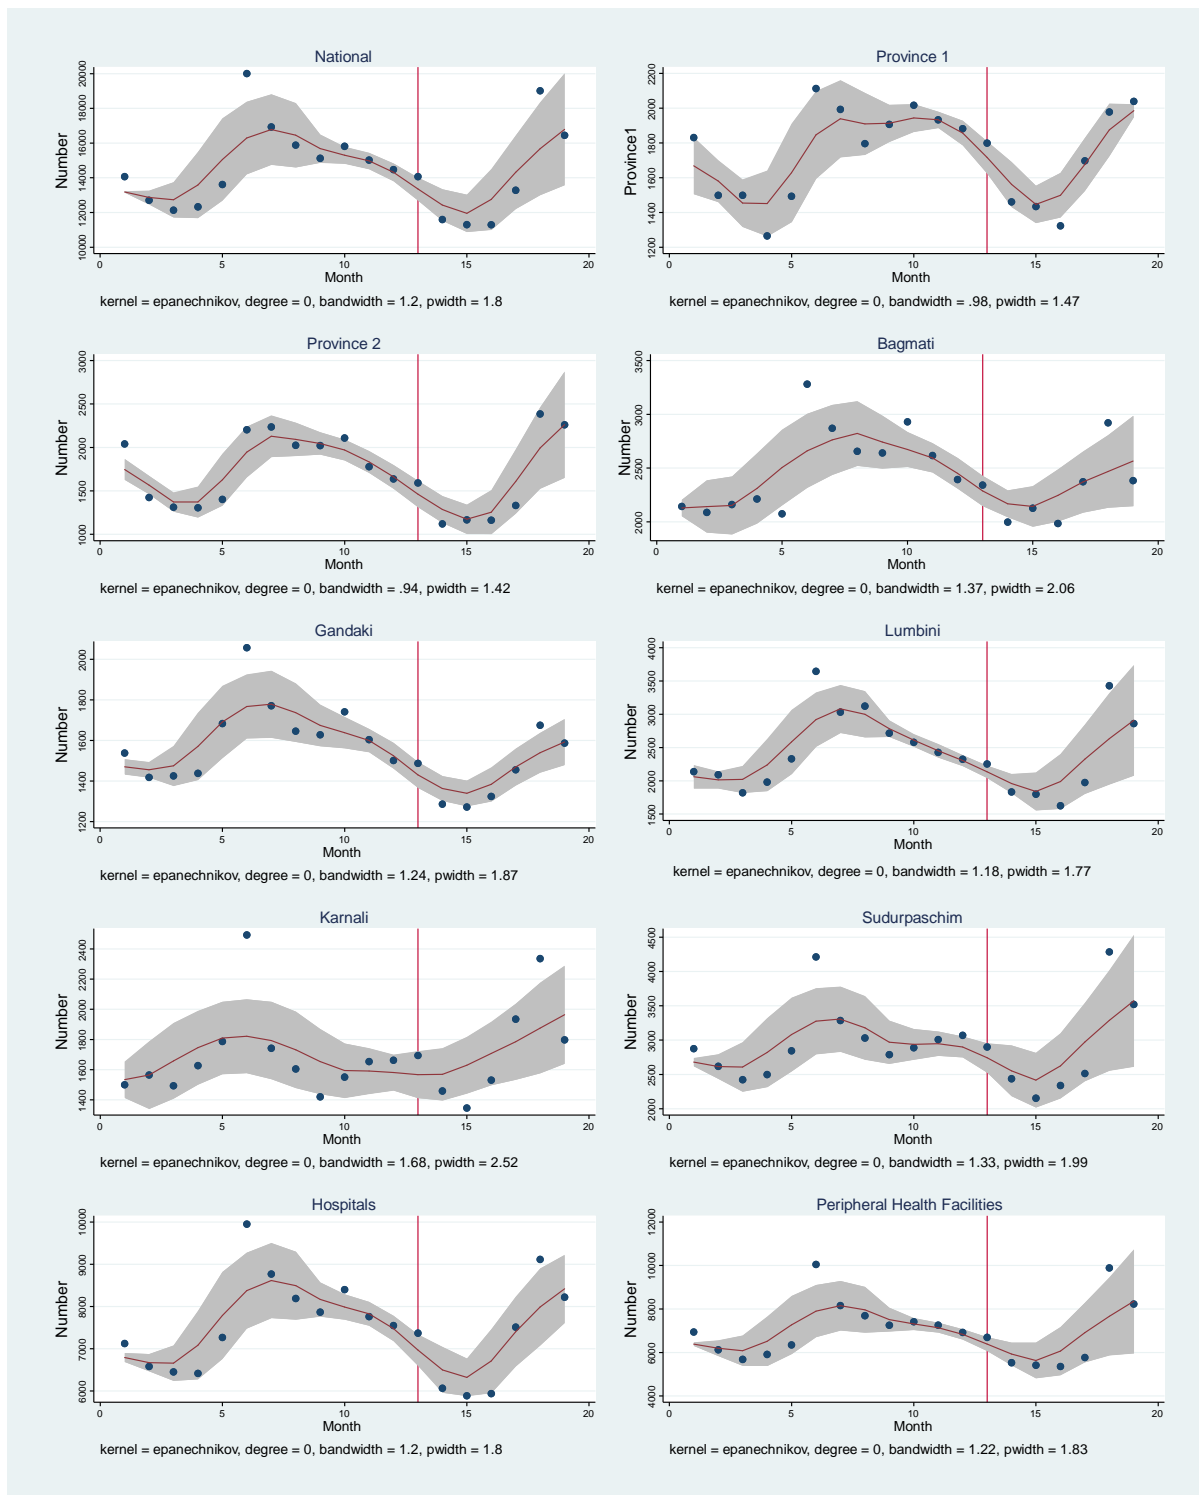 National
Number
20000
18000
16000
14000
12000
10000
0 5 10 15 20
Month
kernel = epanechnikov, degree = 0, bandwidth = 1.2, pwidth = 1.8
Province 1
Province1
2200
2000
1800
1600
1400
1200
0 5 10 15 20
Month
kernel = epanechnikov, degree = 0, bandwidth = .98, pwidth = 1.47
Province 2
Number
3000
2500
2000
1500
1000
0 5 10 15 20
Month
kernel = epanechnikov, degree = 0, bandwidth = .94, pwidth = 1.42
Bagmati
Number
3500
3000
2500
2000
0 5 10 15 20
Month
kernel = epanechnikov, degree = 0, bandwidth = 1.37, pwidth = 2.06
Gandaki
Number
2000
1800
1600
1400
1200
0 5 10 15 20
Month
kernel = epanechnikov, degree = 0, bandwidth = 1.24, pwidth = 1.87
Lumbini
Number
4000
3500
3000
2500
2000
1500
0 5 10 15 20
Month
kernel = epanechnikov, degree = 0, bandwidth = 1.18, pwidth = 1.77
Karnali
Number
2400
2200
2000
1800
1600
1400
0 5 10 15 20
Month
kernel = epanechnikov, degree = 0, bandwidth = 1.68, pwidth = 2.52
Sudurpaschim
Number
4500
4000
3500
3000
2500
2000
0 5 10 15 20
Month
kernel = epanechnikov, degree = 0, bandwidth = 1.33, pwidth = 1.99
Hospitals
Number
10000
9000
8000
7000
6000
0 5 10 15 20
Month
kernel = epanechnikov, degree = 0, bandwidth = 1.2, pwidth = 1.8
Peripheral Health Facilities
Number
12000
10000
8000
6000
4000
0 5 10 15 20
Month
kernel = epanechnikov, degree = 0, bandwidth = 1.22, pwidth = 1.83